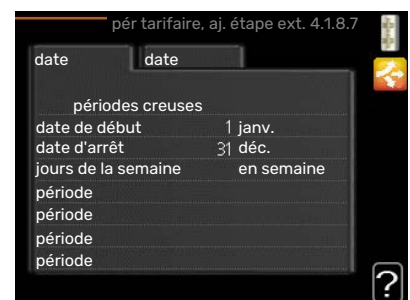 pér tarifaire, aj. étape ext. 4.1.8.7
date date
périodes creuses
date de début 1 janv.
date d'arrêt 31 déc.
jours de la semaine en semaine
période
période
période
période
?